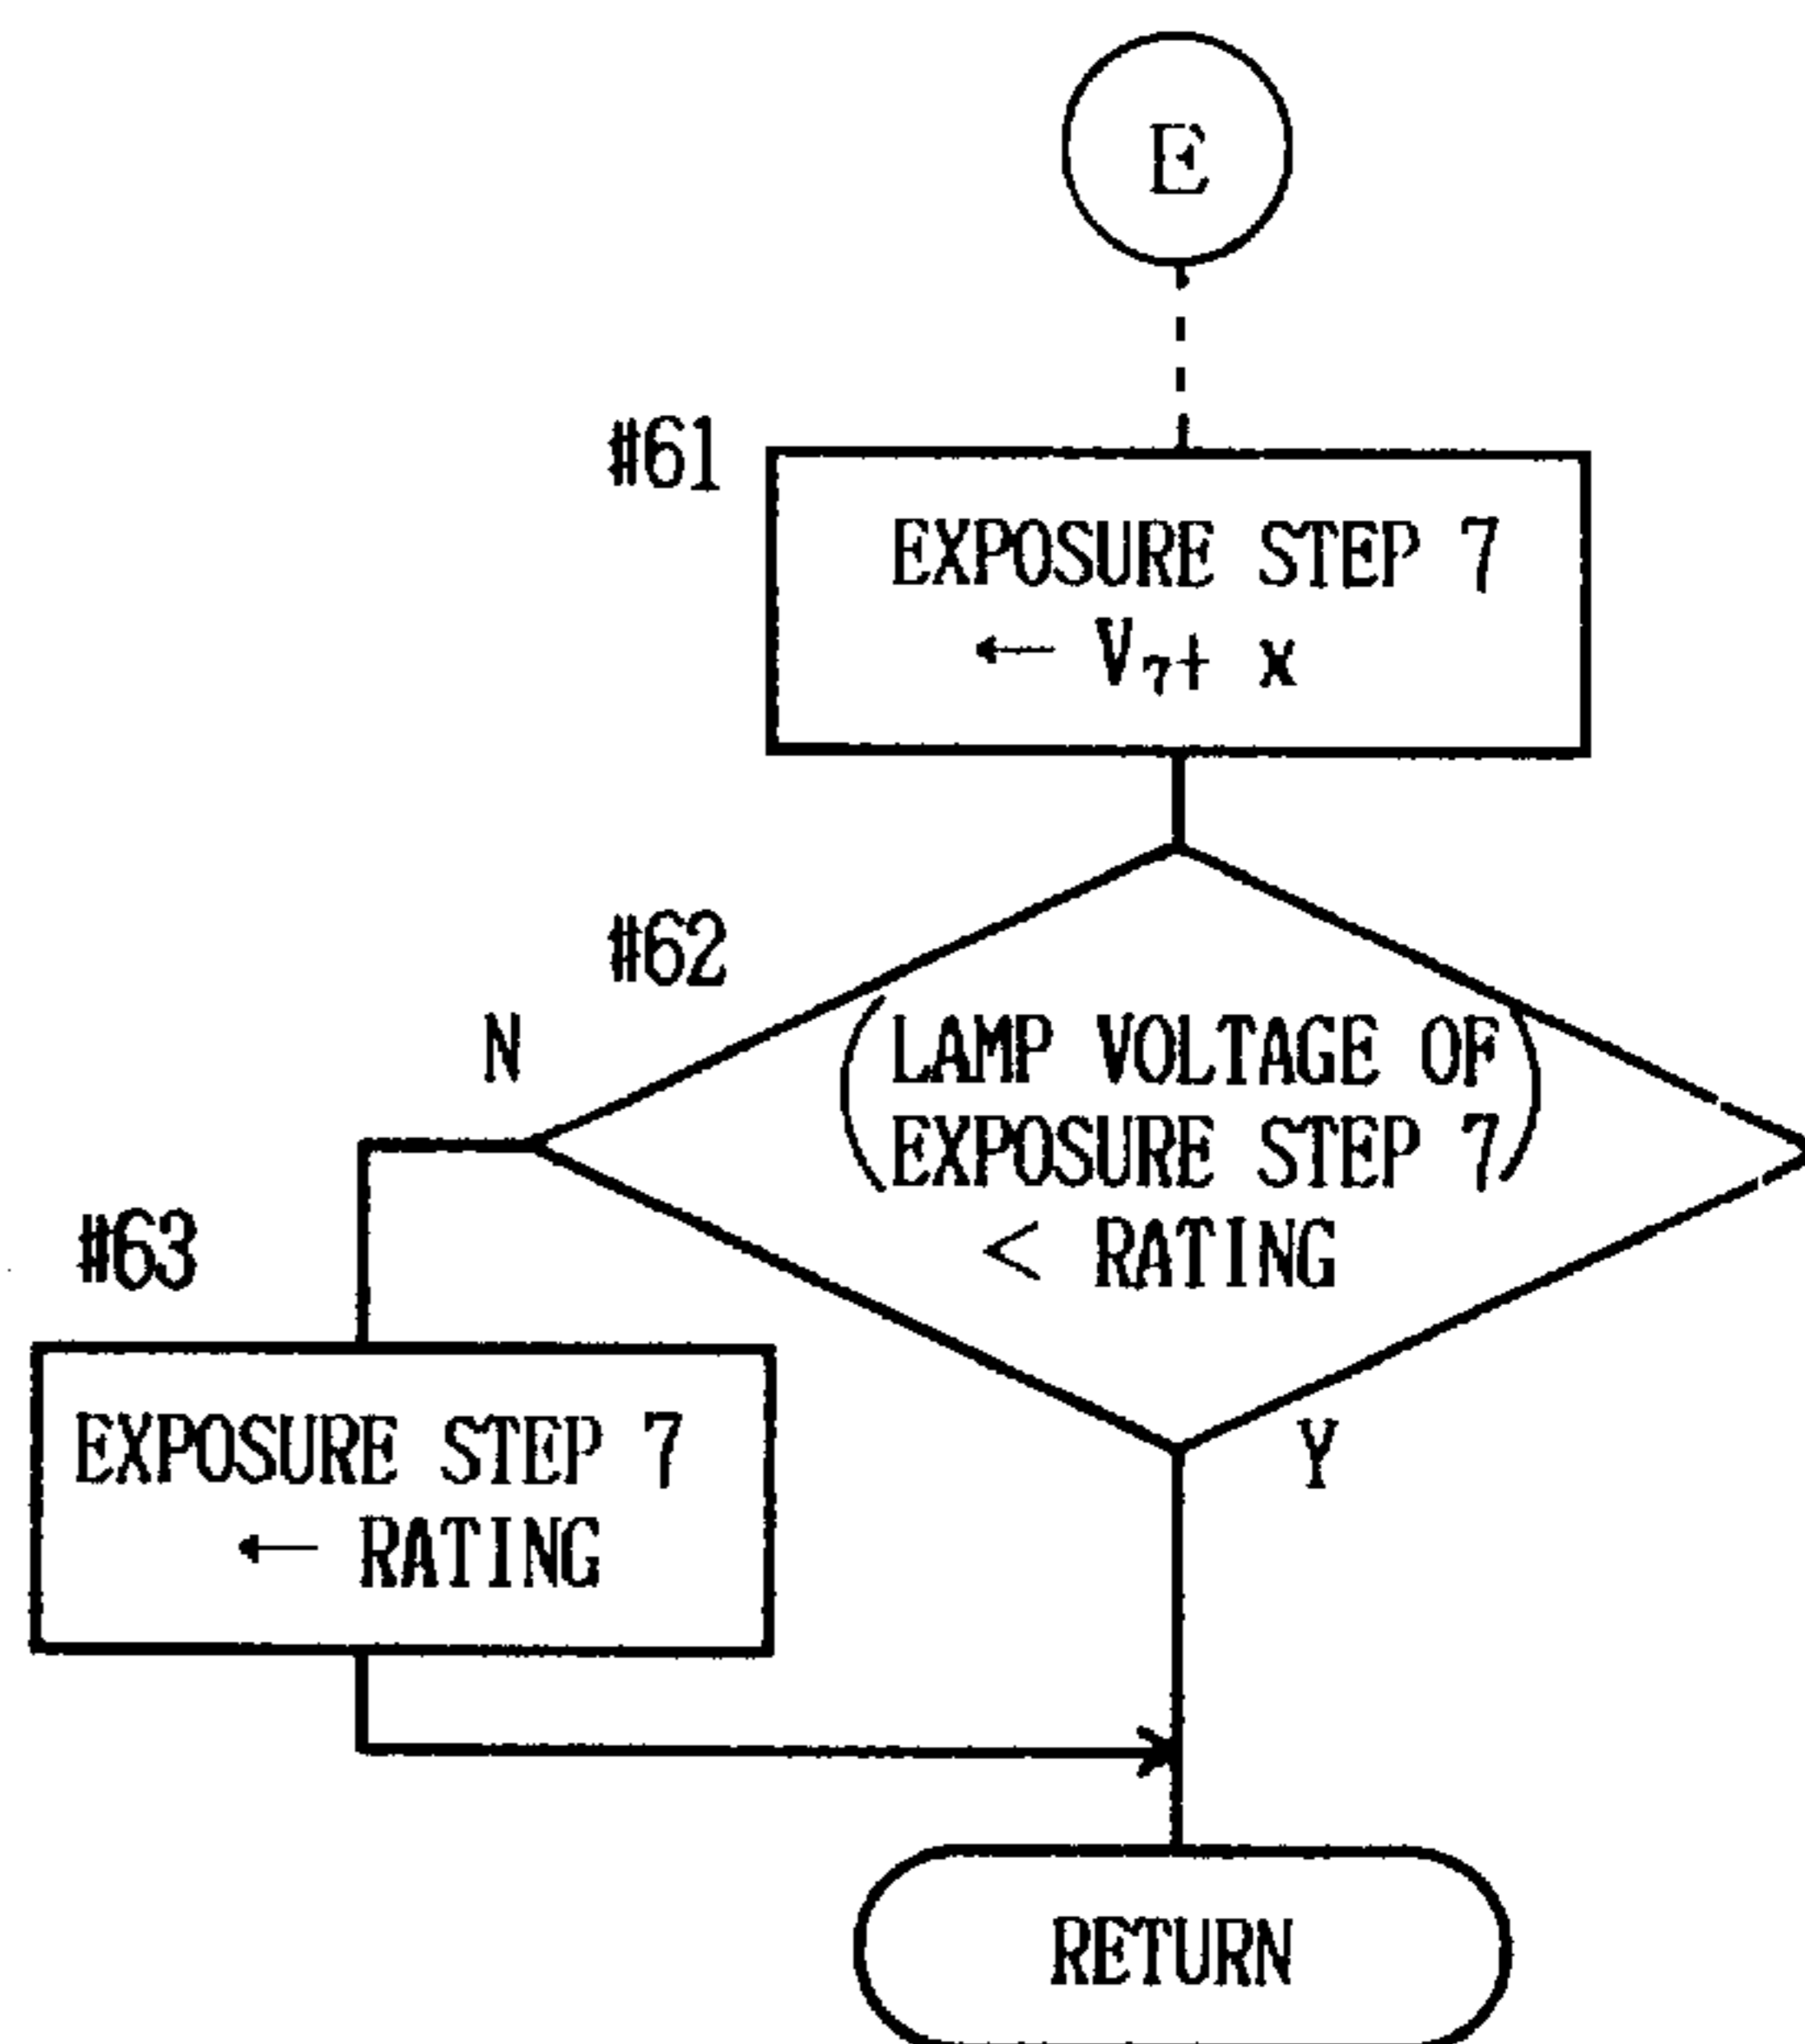 E
#61
EXPOSURE STEP 7
← V₇+ x
#62
N
(LAMP VOLTAGE OF
EXPOSURE STEP 7)
< RATING
#63
Y
EXPOSURE STEP 7
← RATING
RETURN